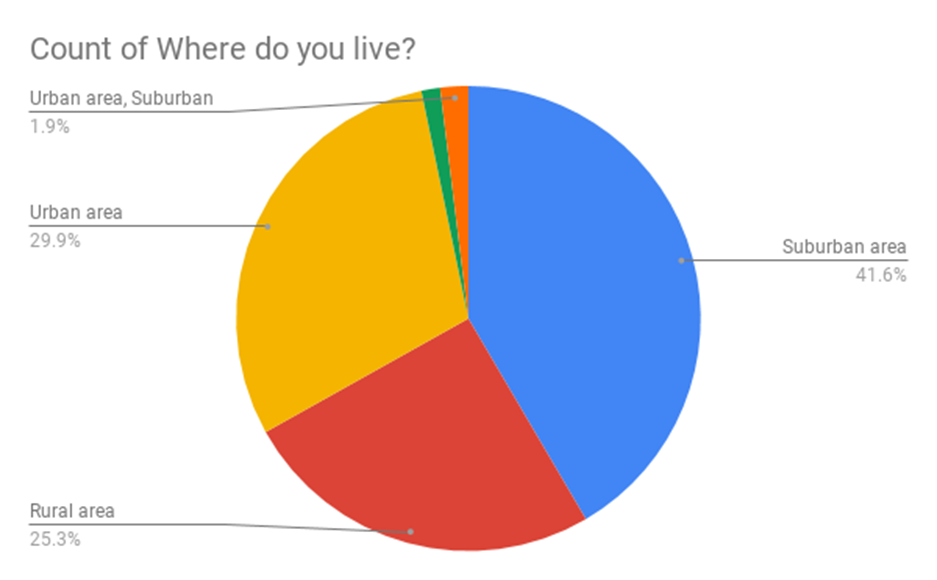 Count of Where do you live?
Urban area, Suburban
1.9%
Urban area
29.9%
Suburban area
41.6%
Rural area
25.3%